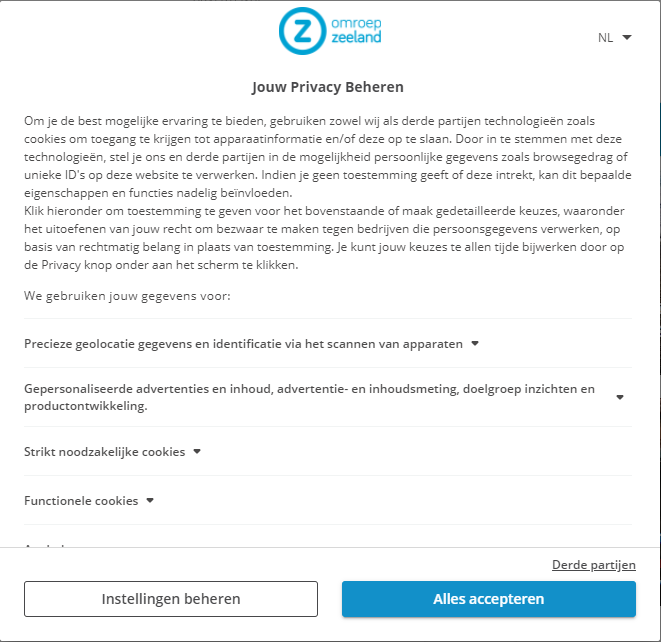 omroep
zeeland
NL
Jouw Privacy Beheren
Om je de best mogelijke ervaring te bieden, gebruiken zowel wij als derde partijen technologieën zoals
cookies om toegang te krijgen tot apparaatinformatie en/of deze op te slaan. Door in te stemmen met deze
technologieën, stel je ons en derde partijen in de mogelijkheid persoonlijke gegevens zoals browsegedrag of
unieke ID's op deze website te verwerken. Indien je geen toestemming geeft of deze intrekt, kan dit bepaalde
eigenschappen en functies nadelig beïnvloeden.
Klik hieronder om toestemming te geven voor het bovenstaande of maak gedetailleerde keuzes, waaronder
het uitoefenen van jouw recht om bezwaar te maken tegen bedrijven die persoonsgegevens verwerken, op
basis van rechtmatig belang in plaats van toestemming. Je kunt jouw keuzes te allen tijde bijwerken door op
de Privacy knop onder aan het scherm te klikken.
We gebruiken jouw gegevens voor:
Precieze geolocatie gegevens en identificatie via het scannen van apparaten
Gepersonaliseerde advertenties en inhoud, advertentie- en inhoudsmeting, doelgroep inzichten en
productontwikkeling.
Strikt noodzakelijke cookies
Functionele cookies
Derde partijen
Instellingen beheren
Alles accepteren